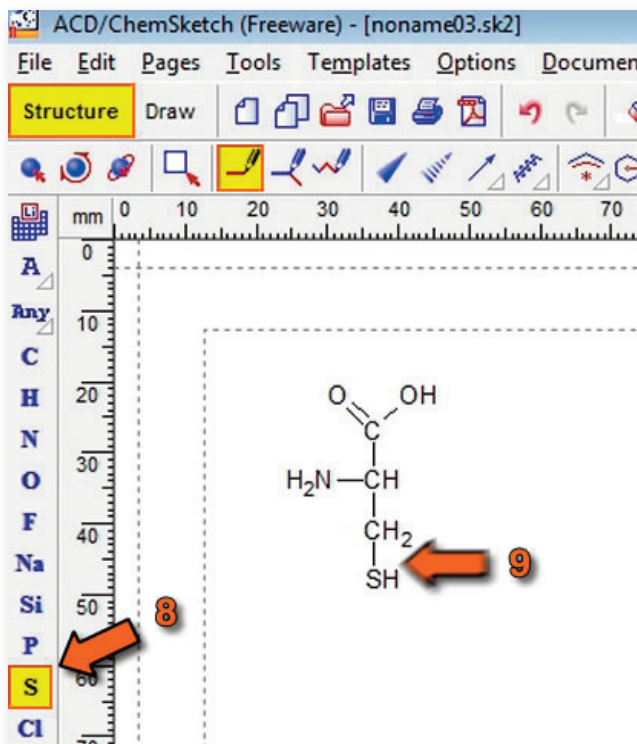 ACD/ChemSketch (Freeware) - [noname03.sk2]
File Edit Pages Tools Templates Options Documen
Structure Draw
Li
mm 0 10 20 30 40 50 60 70
A
Any
C
H
N
O
F
Na
Si
P
S
Cl
0
10
20
30
40
50
60
70
O OH
C
H₂N CH
CH₂
SH
8
9